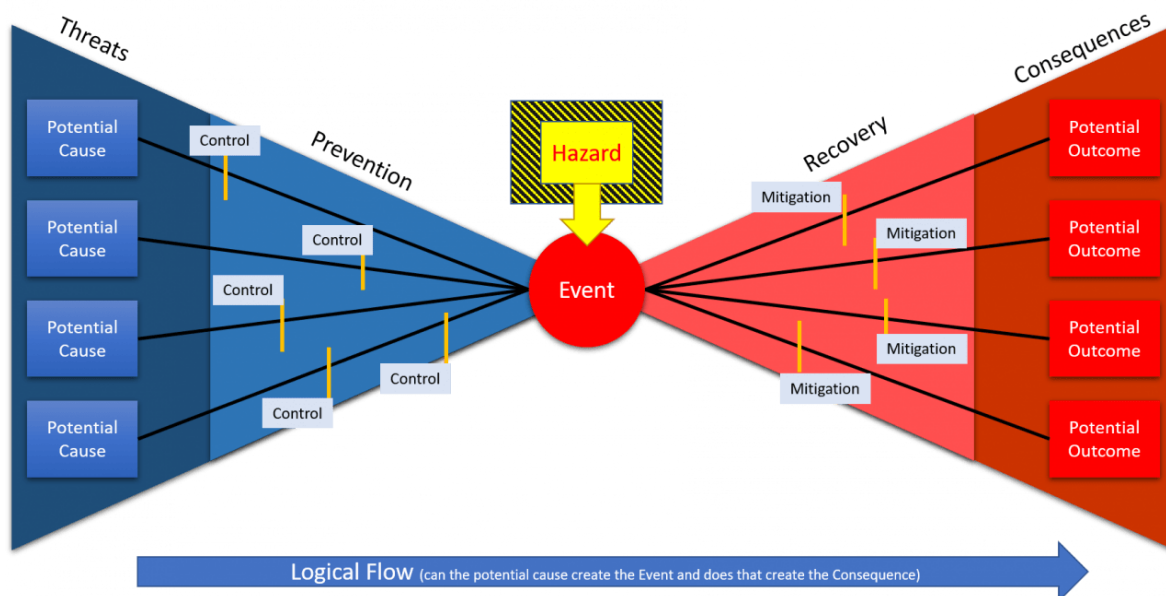 Threats
Prevention
Recovery
Consequences
Potential
Cause
Potential
Cause
Potential
Cause
Potential
Cause
Control
Control
Control
Control
Control
Hazard
Event
Mitigation
Mitigation
Mitigation
Mitigation
Potential
Outcome
Potential
Outcome
Potential
Outcome
Potential
Outcome
Logical Flow (can the potential cause create the Event and does that create the Consequence)